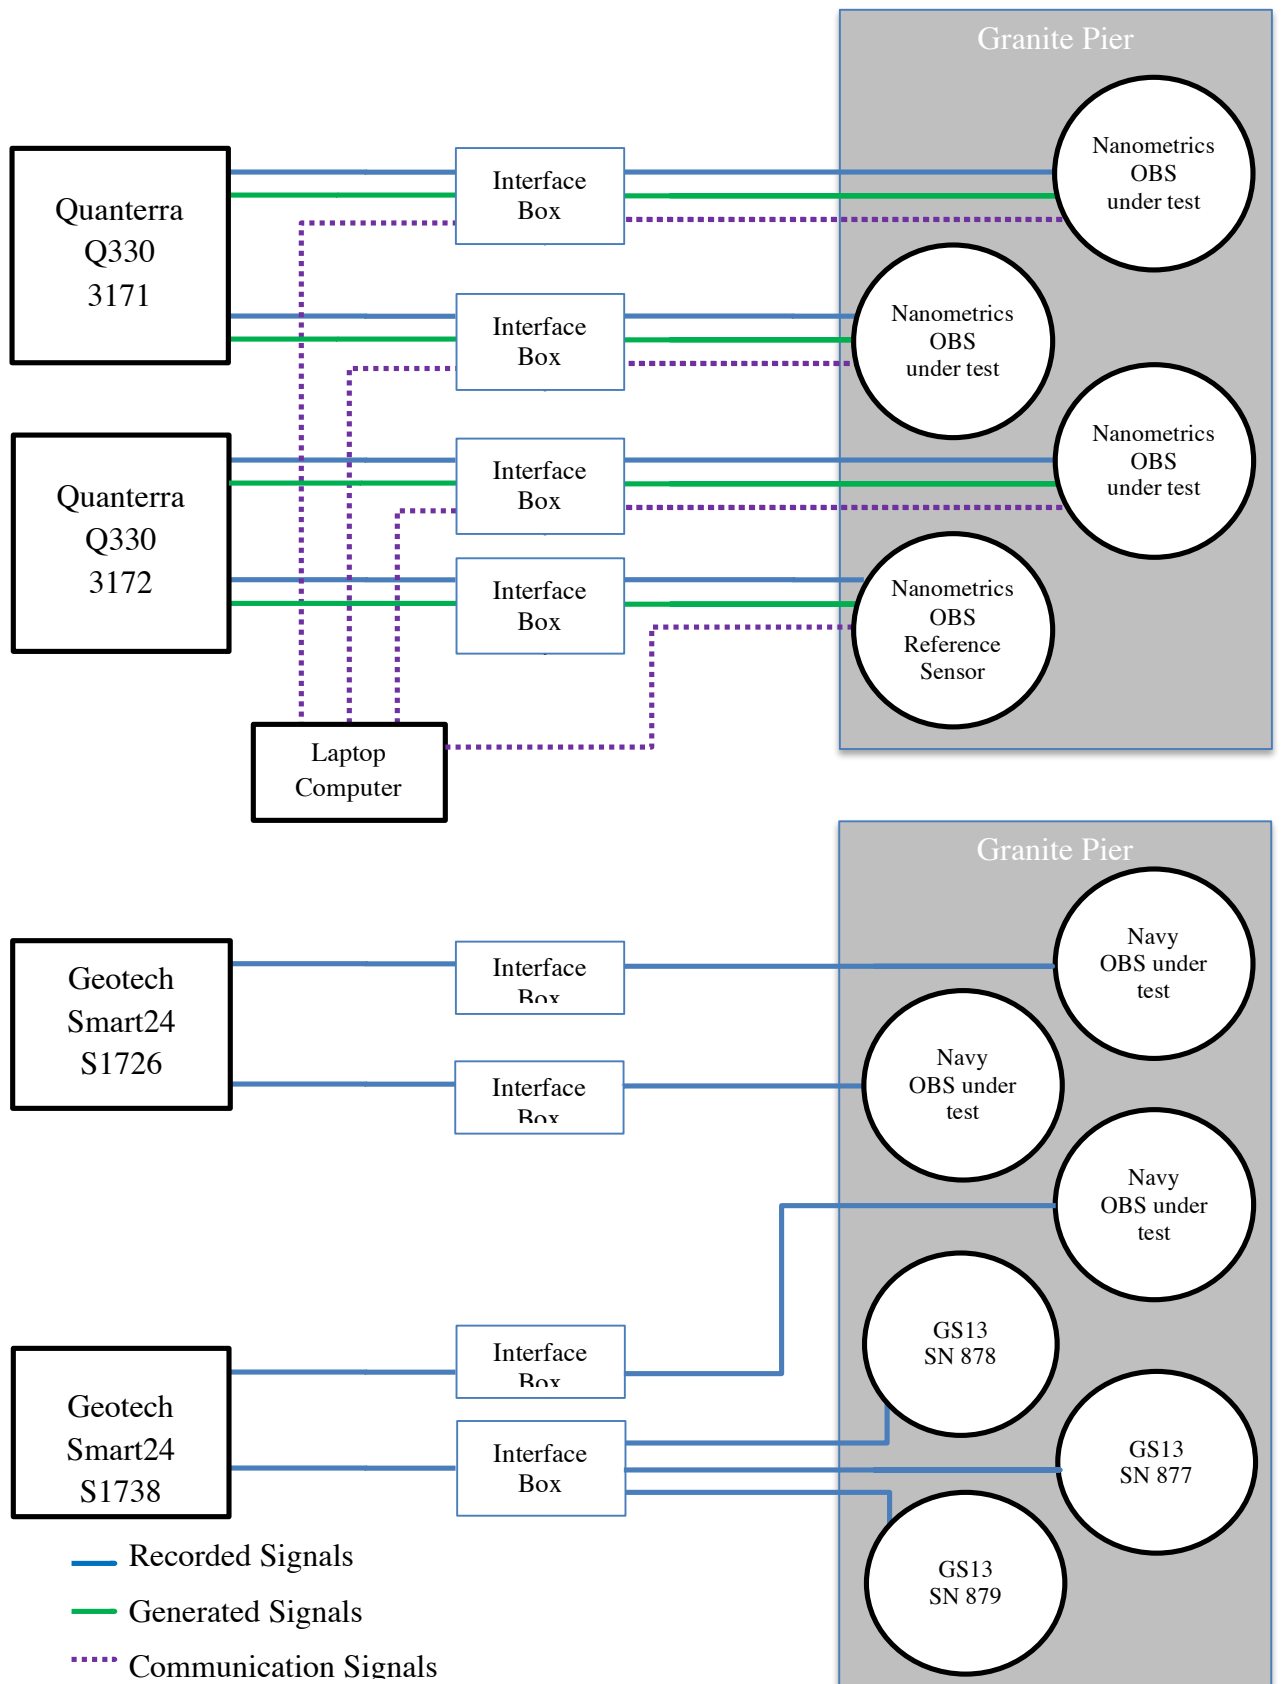 Granite Pier
Quanterra
Q330
3171
Interface
Box
Nanometrics
OBS
under test
Interface
Box
Nanometrics
OBS
under test
Quanterra
Q330
3172
Interface
Box
Nanometrics
OBS
under test
Interface
Box
Nanometrics
OBS
Reference
Sensor
Laptop
Computer
Granite Pier
Geotech
Smart24
S1726
Interface
Box
Navy
OBS under
test
Interface
Box
Navy
OBS under
test
Navy
OBS under
test
Geotech
Smart24
S1738
Interface
Box
GS13
SN 878
Interface
Box
GS13
SN 877
GS13
SN 879
Recorded Signals
Generated Signals
Communication Signals